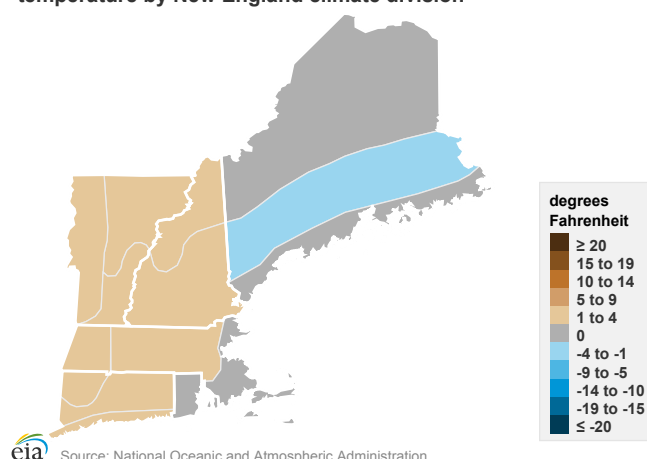 temperature by New England climate division
degrees
Fahrenheit
≥ 20
15 to 19
10 to 14
5 to 9
1 to 4
0
-4 to -1
-9 to -5
-14 to -10
-19 to -15
≤ -20
eia Source: National Oceanic and Atmospheric Administration